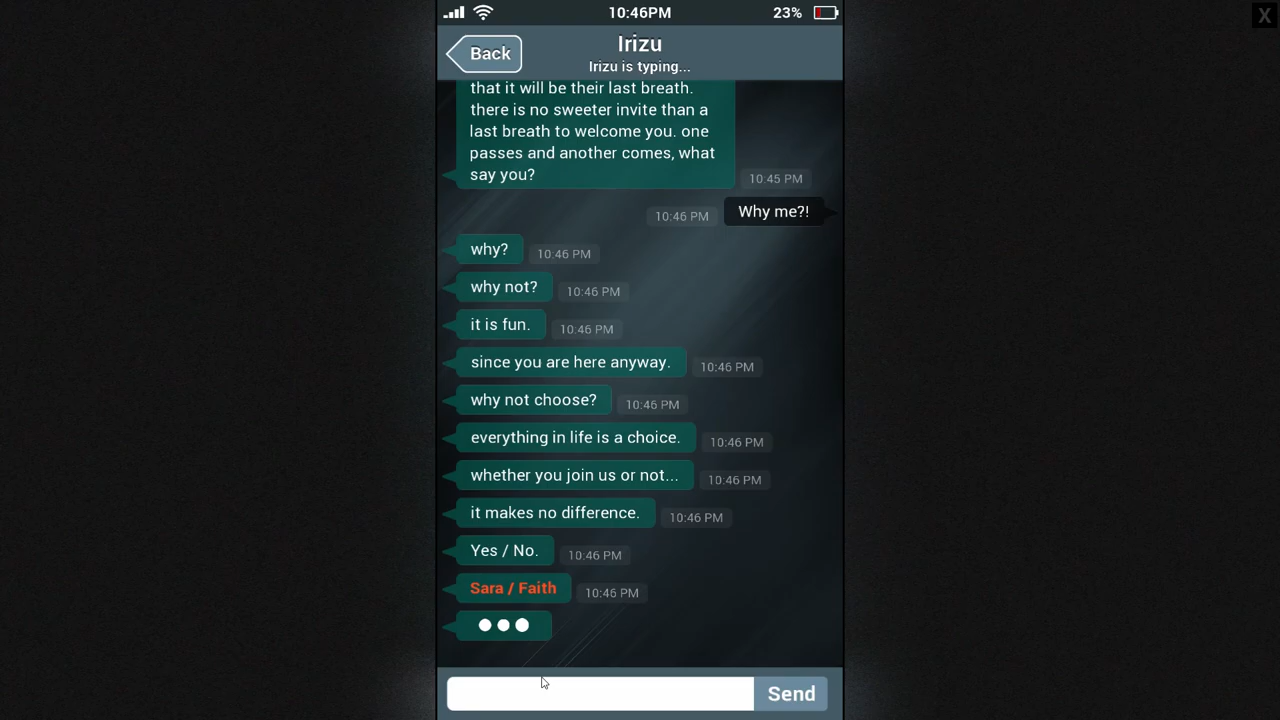 10:46PM
23%
X
Back
Irizu
Irizu is typing...
that it will be their last breath.
there is no sweeter invite than a
last breath to welcome you. one
passes and another comes, what
say you?
10:45 PM
10:46 PM
Why me?!
why?
10:46 PM
why not?
10:46 PM
it is fun.
10:46 PM
since you are here anyway.
10:46 PM
why not choose?
10:46 PM
everything in life is a choice.
10:46 PM
whether you join us or not...
10:46 PM
it makes no difference.
10:46 PM
Yes / No.
10:46 PM
Sara / Faith
10:46 PM
Send